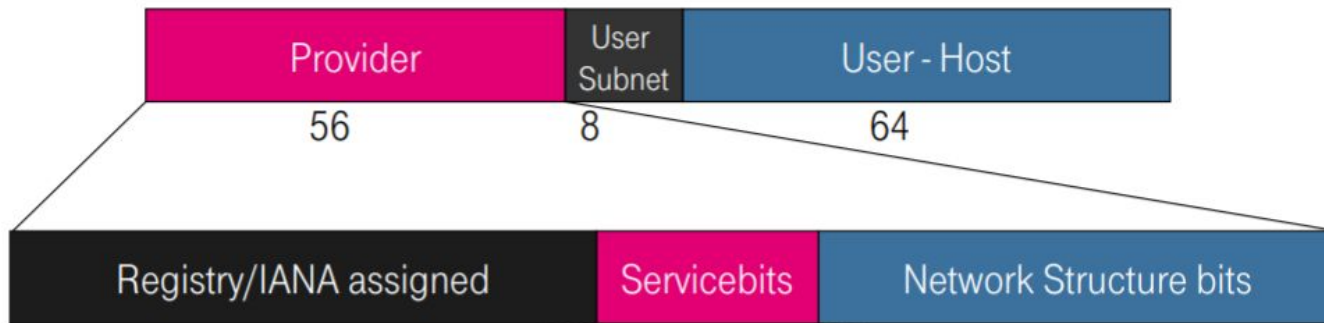 Provider
User
Subnet
User - Host
56
8
64
Registry/IANA assigned
Servicebits
Network Structure bits